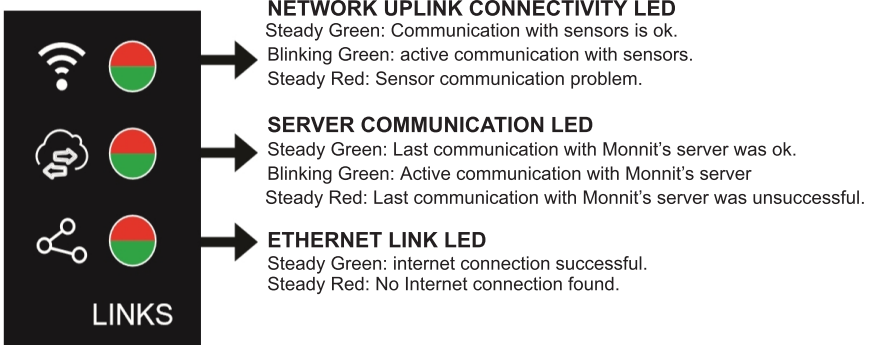 NETWORK UPLINK CONNECTIVITY LED
Steady Green: Communication with sensors is ok.
Blinking Green: active communication with sensors.
Steady Red: Sensor communication problem.
SERVER COMMUNICATION LED
Steady Green: Last communication with Monnit's server was ok.
Blinking Green: Active communication with Monnit's server
Steady Red: Last communication with Monnit's server was unsuccessful.
ETHERNET LINK LED
Steady Green: internet connection successful.
Steady Red: No Internet connection found.
LINKS